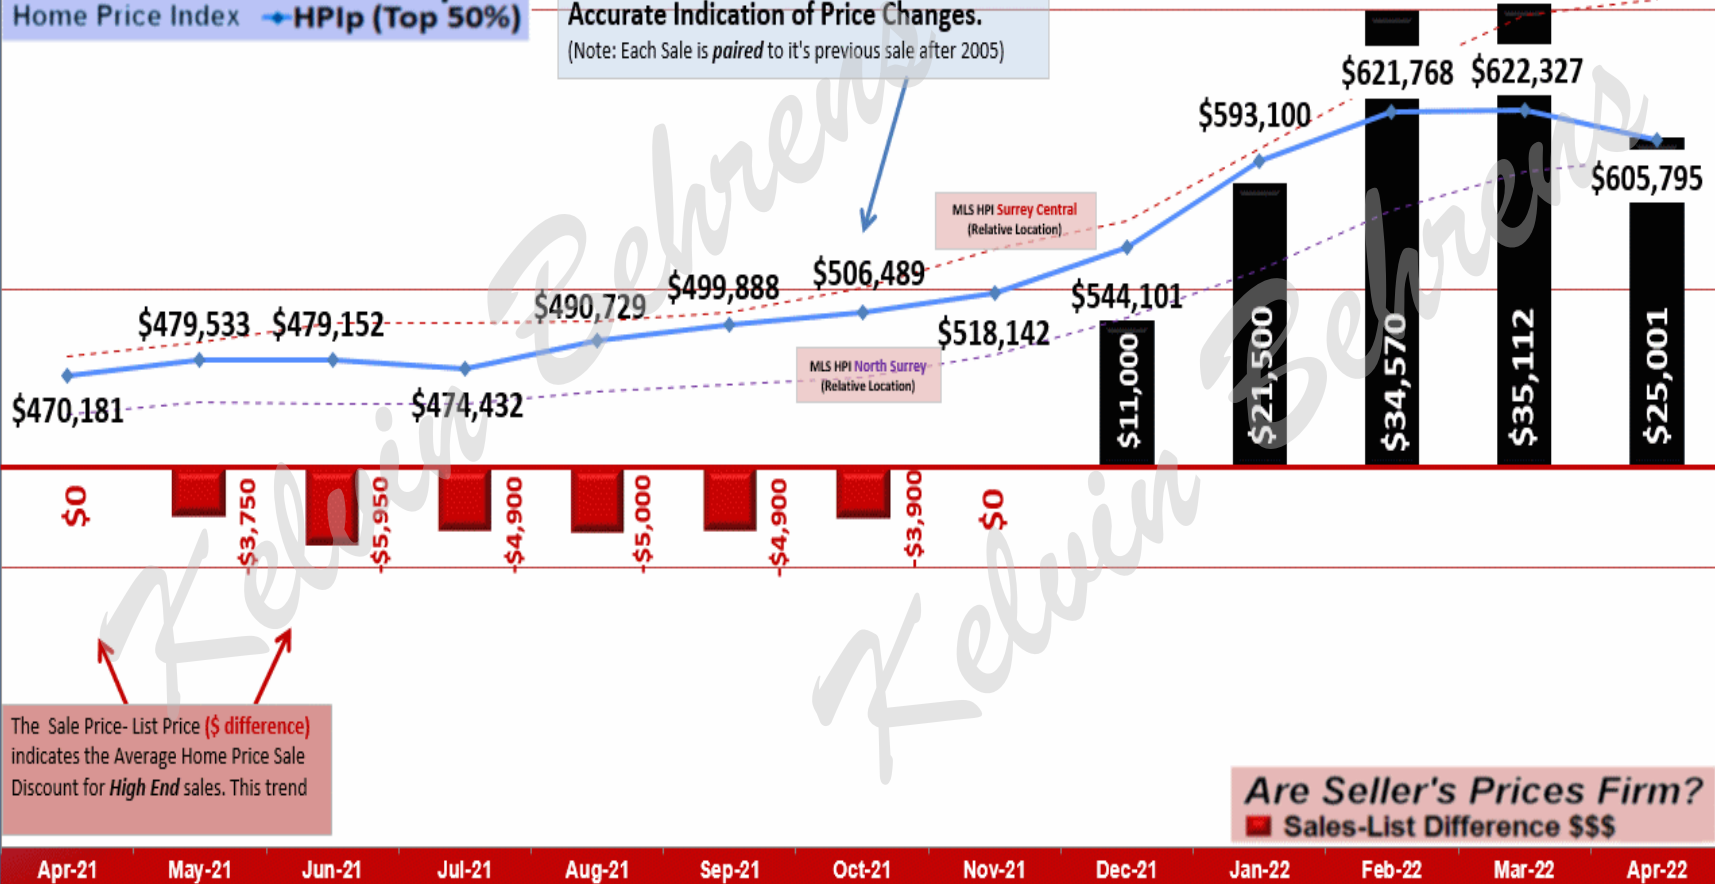 Home Price Index HPIp (Top 50%)
Accurate Indication of Price Changes.
(Note: Each Sale is paired to it's previous sale after 2005)
$621,768 $622,327
$593,100
$605,795
MLS HPI Surrey Central
(Relative Location)
$506,489
$499,888
$490,729
$544,101
$479,533 $479,152
$518,142
MLS HPI North Surrey
(Relative Location)
$470,181
$474,432
$11,000
$21,500
$34,570
$35,112
$25,001
$0
-$3,750
-$5,950
-$4,900
-$5,000
-$4,900
-$3,900
$0
Kelvin Behrens
Kelvin Behrens
The Sale Price- List Price ($ difference)
indicates the Average Home Price Sale
Discount for High End sales. This trend
Are Seller's Prices Firm?
Sales-List Difference $$$
Apr-21 May-21 Jun-21 Jul-21 Aug-21 Sep-21 Oct-21 Nov-21 Dec-21 Jan-22 Feb-22 Mar-22 Apr-22